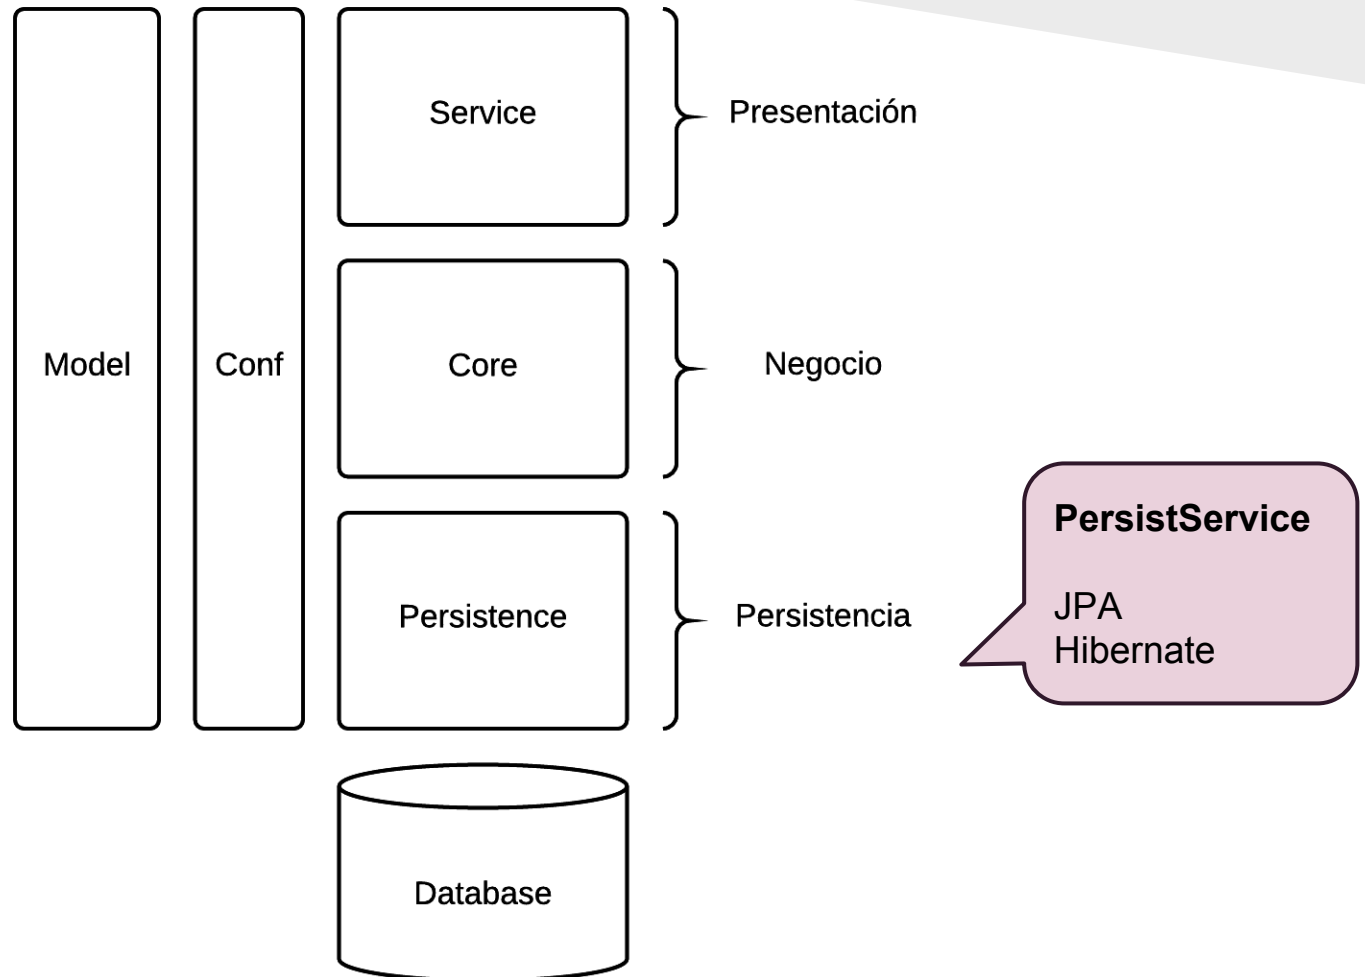 Service
Presentación
Model
Conf
Core
Negocio
PersistService
JPA
Hibernate
Persistence
Persistencia
Database